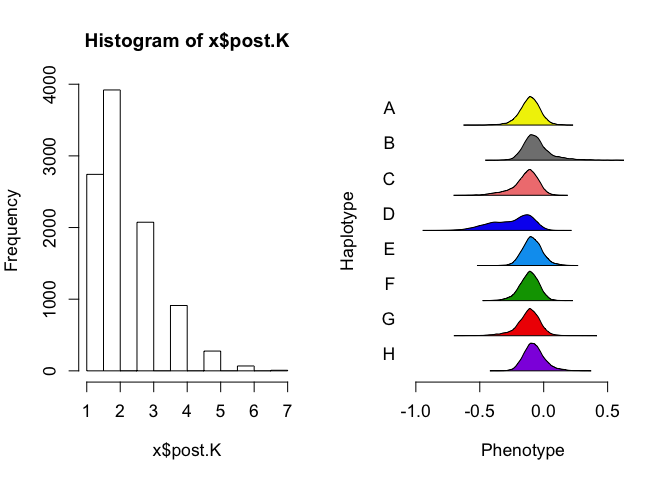 Histogram of x$post.K
Frequency
4000
3000
2000
1000
0
1 2 3 4 5 6 7
x$post.K
Haplotype
A
B
C
D
E
F
G
H
-1.0 -0.5 0.0 0.5
Phenotype